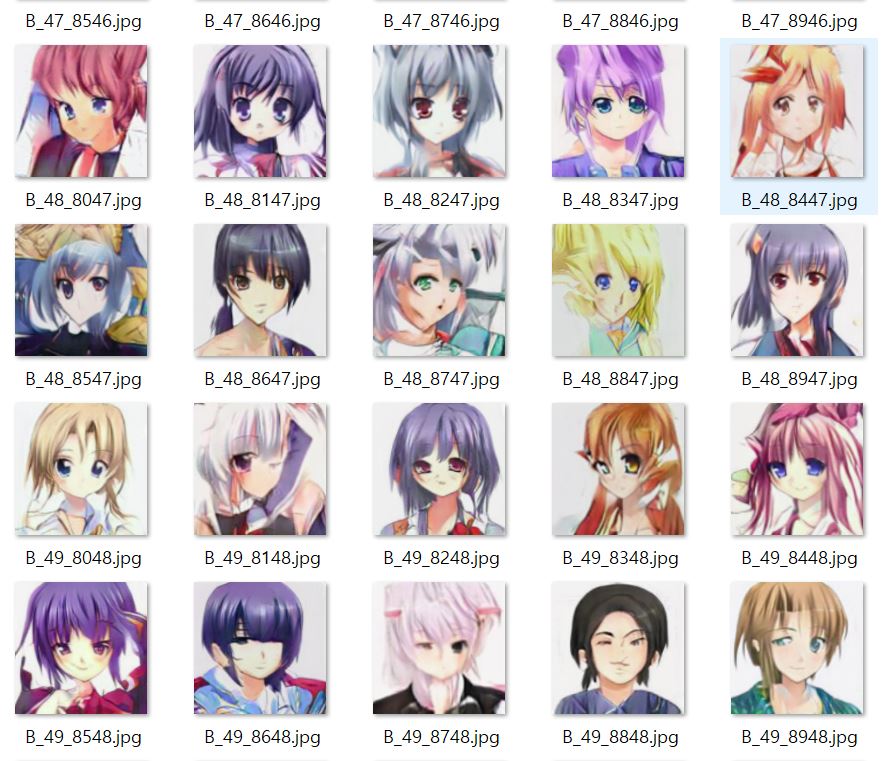 B_47_8546.jpg B_47_8646.jpg B_47_8746.jpg B_47_8846.jpg B_47_8946.jpg
B_48_8047.jpg B_48_8147.jpg B_48_8247.jpg B_48_8347.jpg B_48_8447.jpg
B_48_8547.jpg B_48_8647.jpg B_48_8747.jpg B_48_8847.jpg B_48_8947.jpg
B_49_8048.jpg B_49_8148.jpg B_49_8248.jpg B_49_8348.jpg B_49_8448.jpg
B_49_8548.jpg B_49_8648.jpg B_49_8748.jpg B_49_8848.jpg B_49_8948.jpg